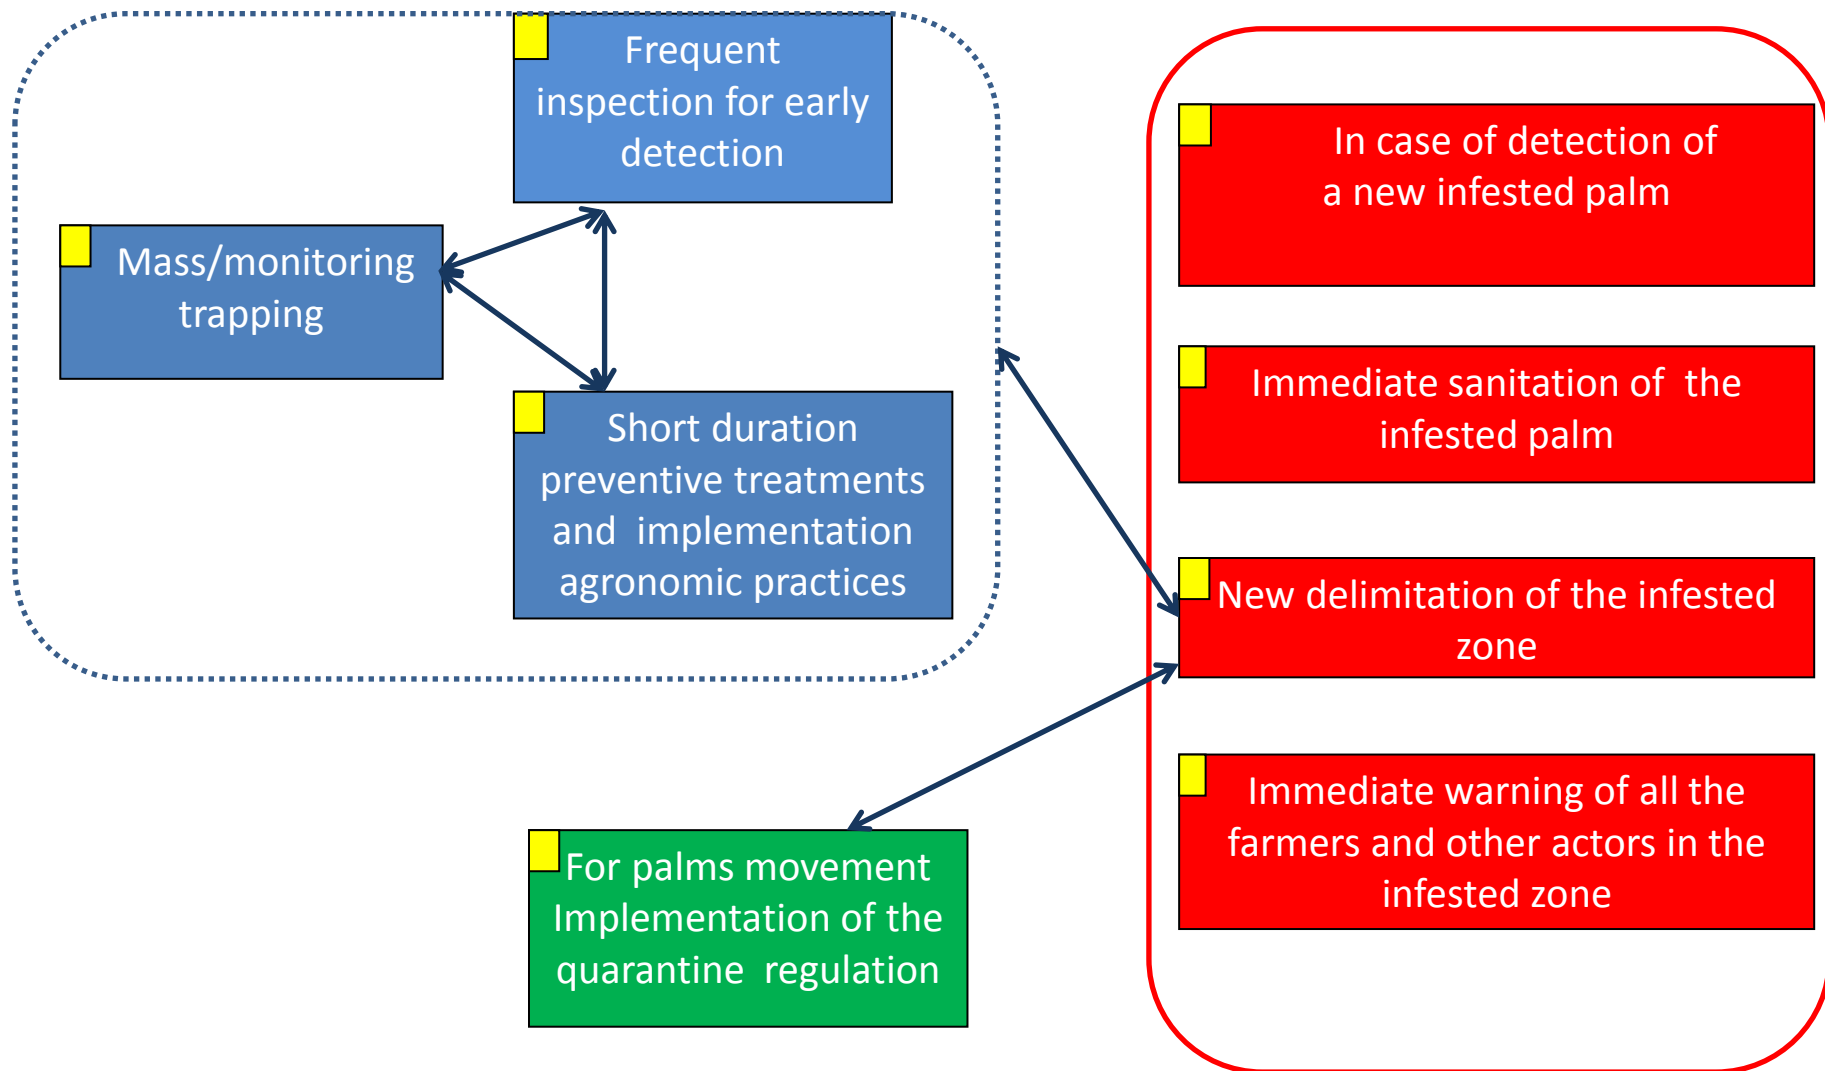 Frequent
inspection for early
detection
Mass/monitoring
trapping
Short duration
preventive treatments
and implementation
agronomic practices
For palms movement
Implementation of the
quarantine regulation
In case of detection of
a new infested palm
Immediate sanitation of the
infested palm
New delimitation of the infested
zone
Immediate warning of all the
farmers and other actors in the
infested zone